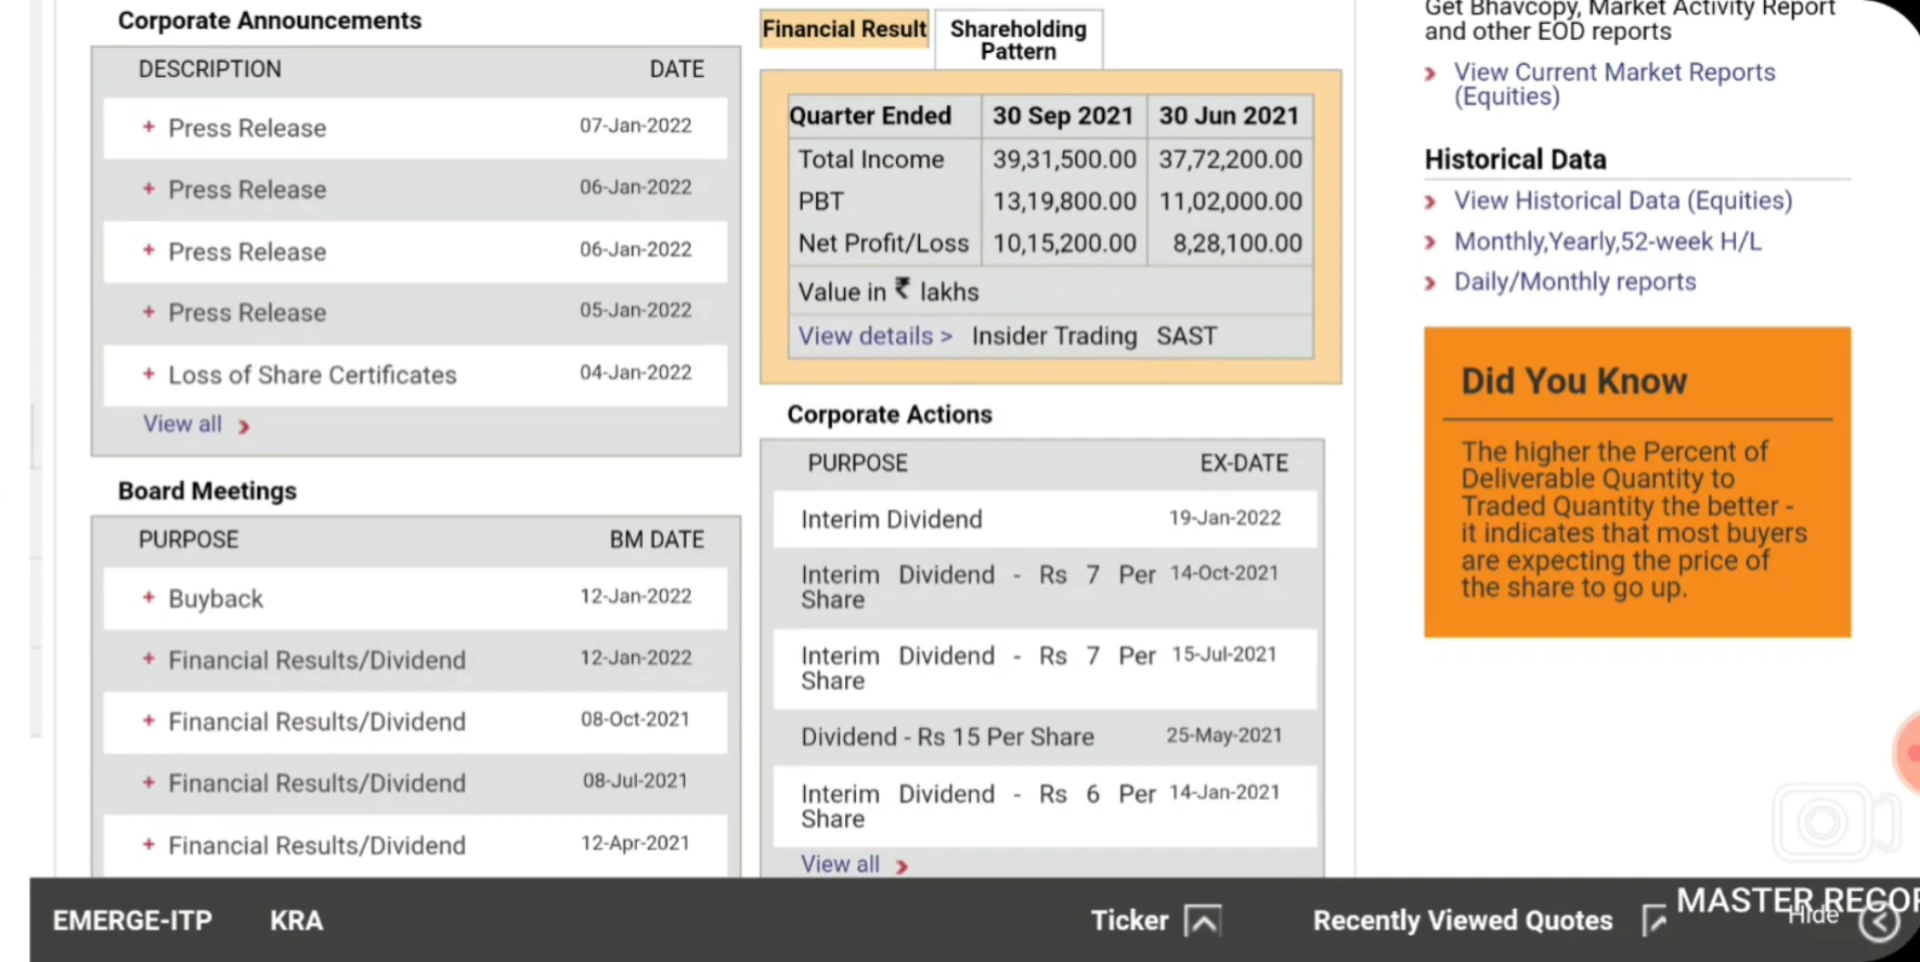 Corporate Announcements
DESCRIPTION DATE
+ Press Release 07-Jan-2022
+ Press Release 06-Jan-2022
+ Press Release 06-Jan-2022
+ Press Release 05-Jan-2022
+ Loss of Share Certificates 04-Jan-2022
View all
Board Meetings
PURPOSE BM DATE
+ Buyback 12-Jan-2022
+ Financial Results/Dividend 12-Jan-2022
+ Financial Results/Dividend 08-Oct-2021
+ Financial Results/Dividend 08-Jul-2021
+ Financial Results/Dividend 12-Apr-2021
Financial Result
Shareholding
Pattern
Quarter Ended 30 Sep 2021 30 Jun 2021
Total Income 39,31,500.00 37,72,200.00
PBT 13,19,800.00 11,02,000.00
Net Profit/Loss 10,15,200.00 8,28,100.00
Value in ₹ lakhs
View details > Insider Trading SAST
Corporate Actions
PURPOSE EX-DATE
Interim Dividend 19-Jan-2022
Interim Dividend - Rs 7 Per 14-Oct-2021
Share
Interim Dividend - Rs 7 Per 15-Jul-2021
Share
Dividend - Rs 15 Per Share 25-May-2021
Interim Dividend - Rs 6 Per 14-Jan-2021
Share
View all
Get Bhavcopy, Market Activity Report
and other EOD reports
View Current Market Reports
(Equities)
Historical Data
View Historical Data (Equities)
Monthly,Yearly,52-week H/L
Daily/Monthly reports
Did You Know
The higher the Percent of
Deliverable Quantity to
Traded Quantity the better -
it indicates that most buyers
are expecting the price of
the share to go up.
EMERGE-ITP KRA Ticker Recently Viewed Quotes Hide
MASTER RECOR